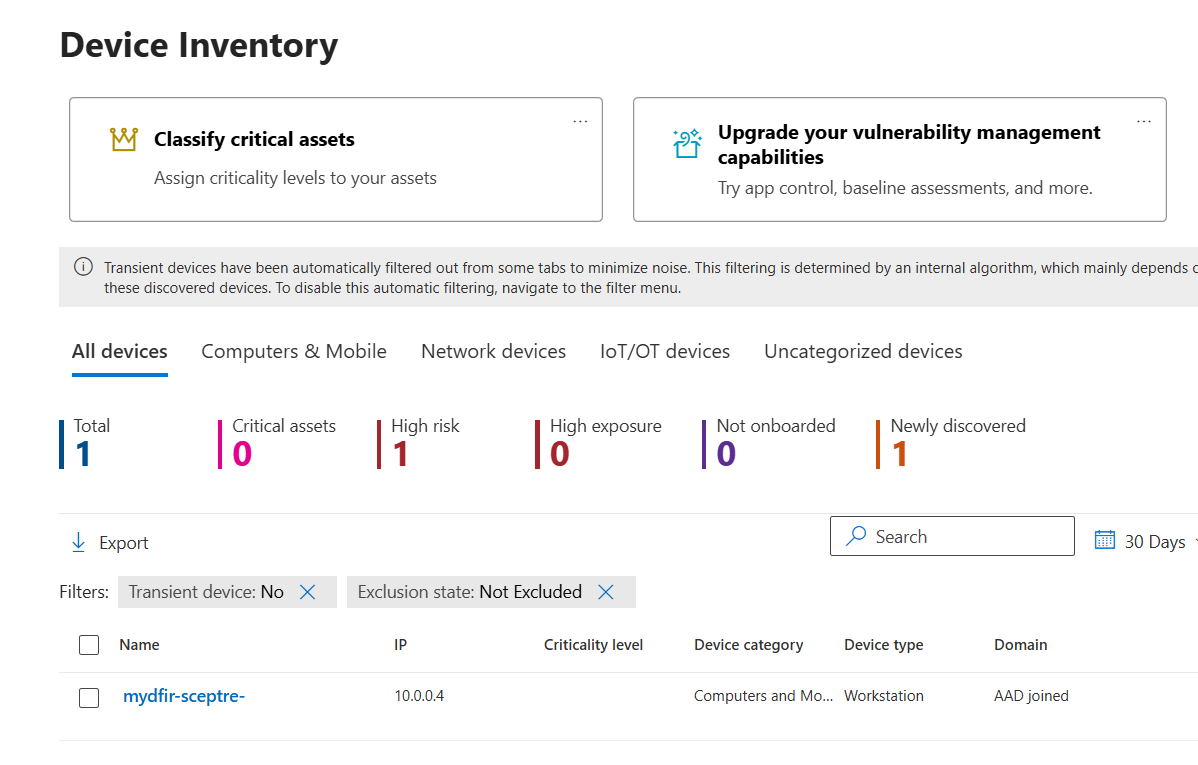 Device Inventory
...
...
Classify critical assets
Assign criticality levels to your assets
Upgrade your vulnerability management
capabilities
Try app control, baseline assessments, and more.
Transient devices have been automatically filtered out from some tabs to minimize noise. This filtering is determined by an internal algorithm, which mainly depends
these discovered devices. To disable this automatic filtering, navigate to the filter menu.
All devices Computers & Mobile Network devices IoT/OT devices Uncategorized devices
Total Critical assets High risk High exposure Not onboarded Newly discovered
1 0 1 0 0 1
Export Search 30 Days
Filters: Transient device: No Exclusion state: Not Excluded
Name IP Criticality level Device category Device type Domain
mydfir-sceptre- 10.0.0.4 Computers and Mo... Workstation AAD joined